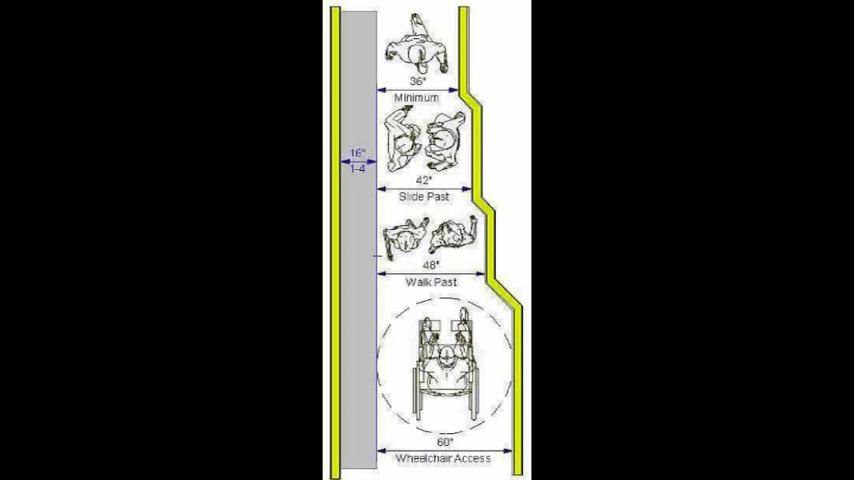 36"
Minimum
16"
1-4
42"
Slide Past
48"
Walk Past
60"
Wheelchair Access